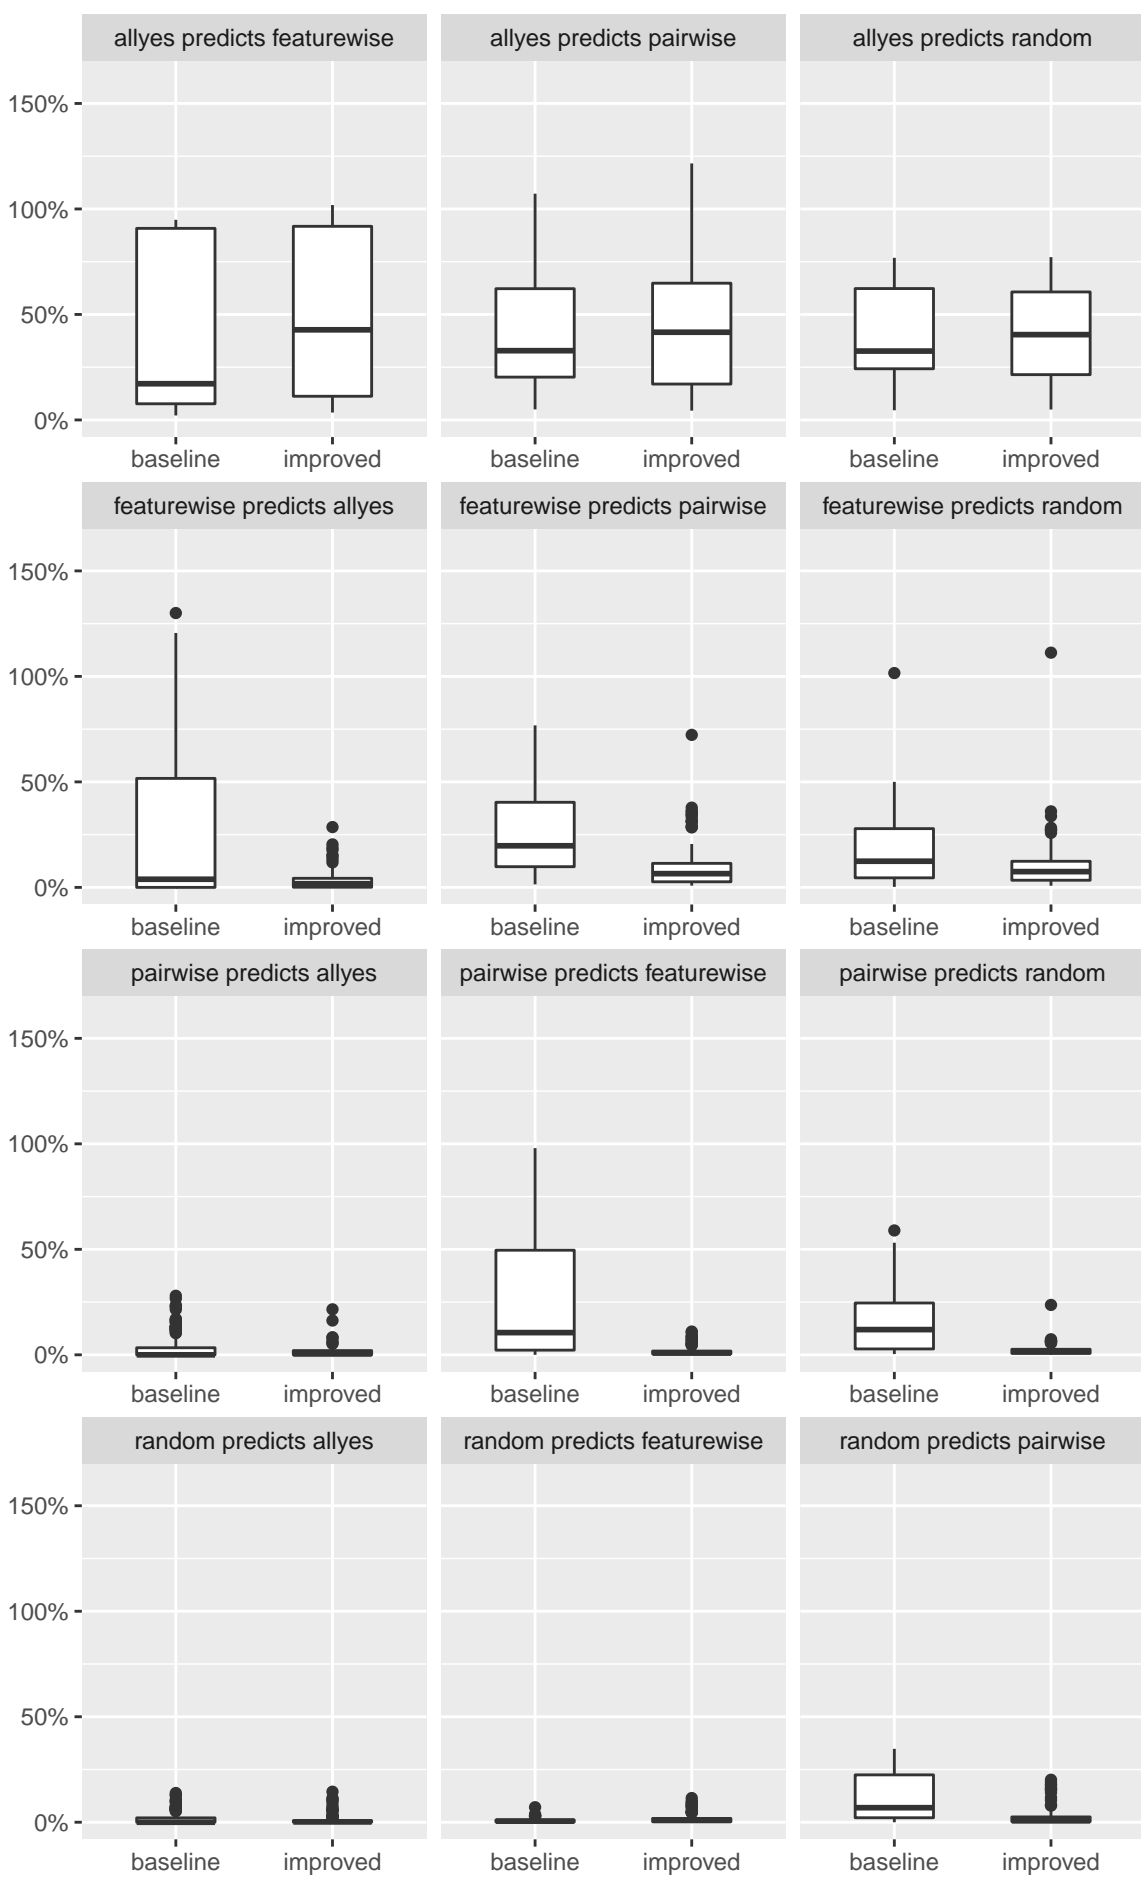 allyes predicts featurewise allyes predicts pairwise allyes predicts random
150%
100%
50%
0%
baseline improved baseline improved baseline improved
featurewise predicts allyes featurewise predicts pairwise featurewise predicts random
150%
100%
50%
0%
baseline improved baseline improved baseline improved
pairwise predicts allyes pairwise predicts featurewise pairwise predicts random
150%
100%
50%
0%
baseline improved baseline improved baseline improved
random predicts allyes random predicts featurewise random predicts pairwise
150%
100%
50%
0%
baseline improved baseline improved baseline improved